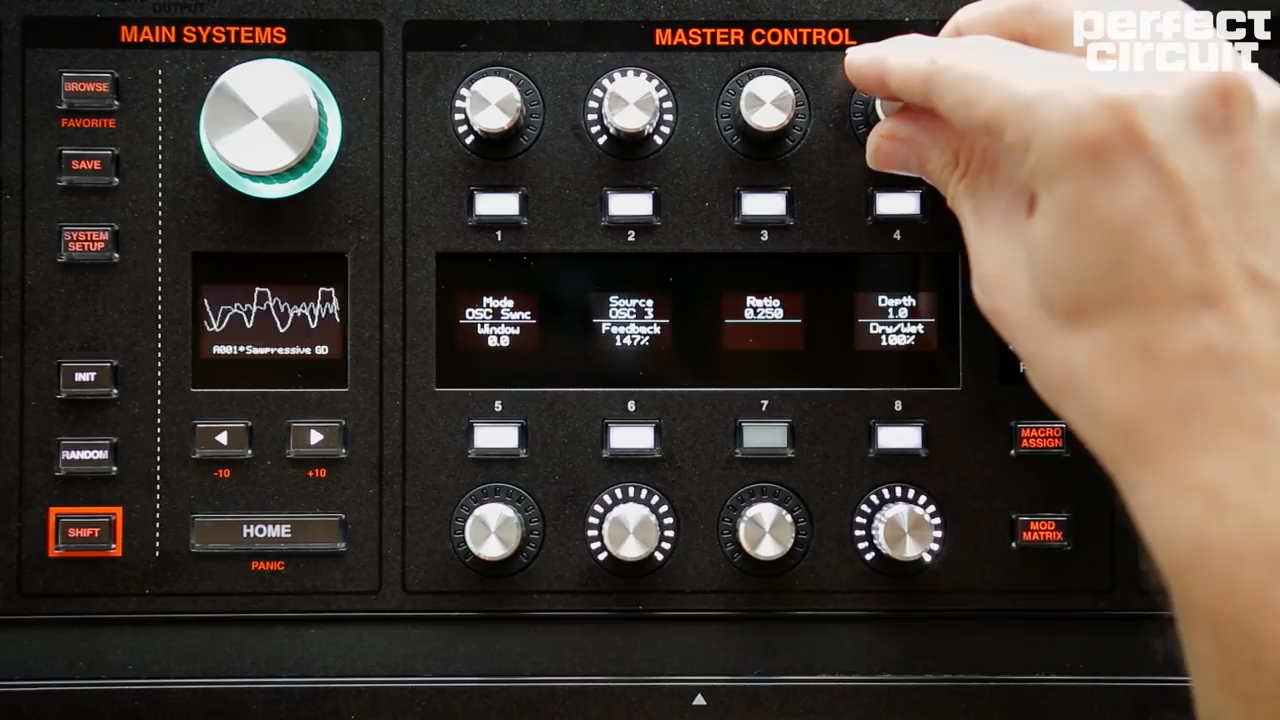 OUTPUT
perfect
circuit
MAIN SYSTEMS
MASTER CONTROL
BROWSE
FAVORITE
SAVE
SYSTEM
SETUP
1
2
3
4
Mode
OSC Sync
Window
0.0
Source
OSC 3
Feedback
147%
Ratio
0.250
Depth
1.0
Dry/Wet
100%
A001*Sawpressive GD
INIT
5
6
7
8
RANDOM
-10
+10
MACRO
ASSIGN
SHIFT
HOME
PANIC
MOD
MATRIX